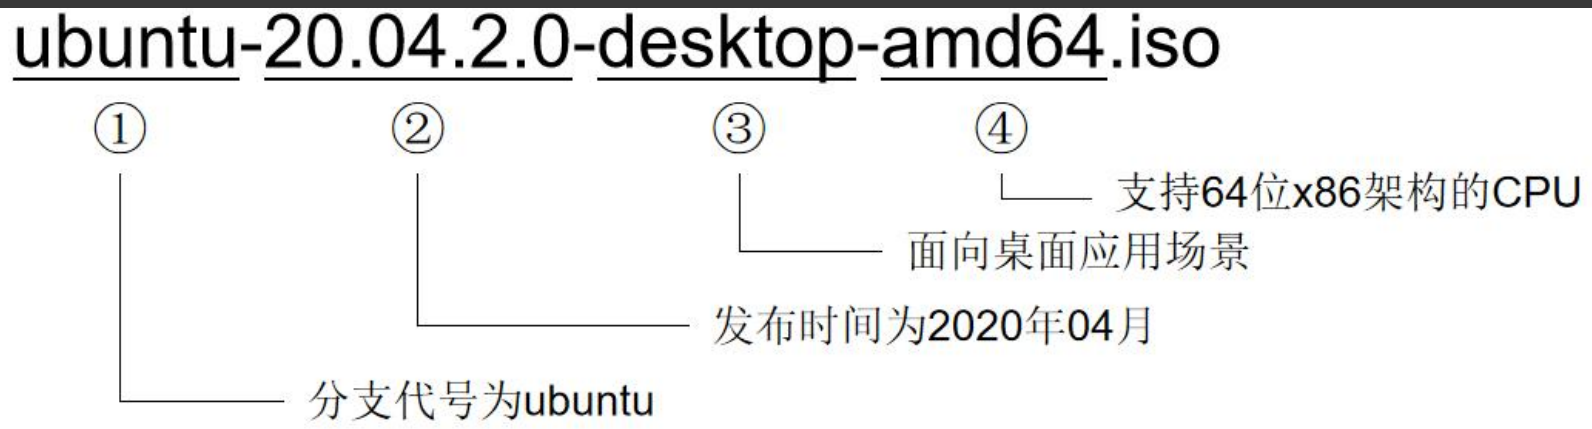 ubuntu-20.04.2.0-desktop-amd64.iso
① ② ③ ④
支持64位x86架构的CPU
面向桌面应用场景
发布时间为2020年04月
分支代号为ubuntu